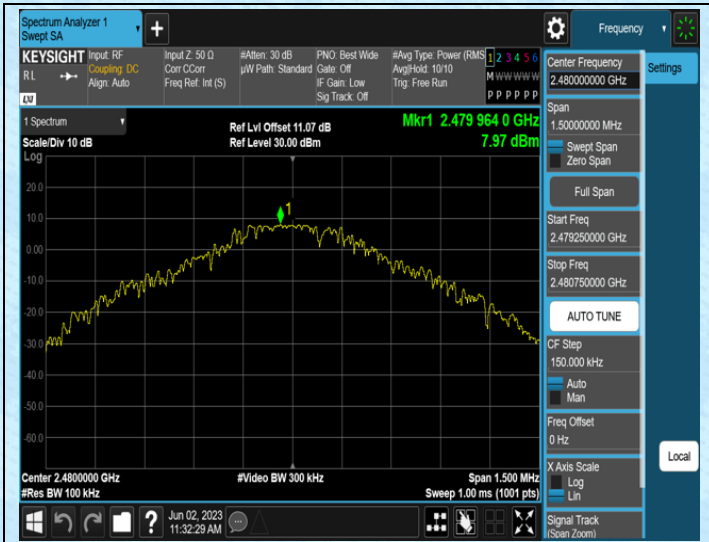 Spectrum Analyzer 1
Swept SA
Frequency
KEYSIGHT
Input: RF
Input Z: 50 Ω
#Atten: 30 dB
PNO: Best Wide
#Avg Type: Power (RMS
1 2 3 4 5 6
RL
Coupling: DC
Corr CCorr
µW Path: Standard
Gate: Off
Avg|Hold: 10/10
M W W W W W
Align: Auto
Freq Ref: Int (S)
IF Gain: Low
Trig: Free Run
Sig Track: Off
P P P P P P
LXI
1 Spectrum
Scale/Div 10 dB
Ref Lvl Offset 11.07 dB
Ref Level 30.00 dBm
Mkr1 2.479 964 0 GHz
7.97 dBm
Log
20.0
10.0
0.00
-10.0
-20.0
-30.0
-40.0
-50.0
-60.0
1
Center 2.4800000 GHz
#Video BW 300 kHz
Span 1.500 MHz
#Res BW 100 kHz
Sweep 1.00 ms (1001 pts)
Jun 02, 2023
11:32:29 AM
Center Frequency
2.480000000 GHz
Settings
Span
1.50000000 MHz
Swept Span
Zero Span
Full Span
Start Freq
2.479250000 GHz
Stop Freq
2.480750000 GHz
AUTO TUNE
CF Step
150.000 kHz
Auto
Man
Freq Offset
0 Hz
X Axis Scale
Log
Lin
Signal Track
(Span Zoom)
Local